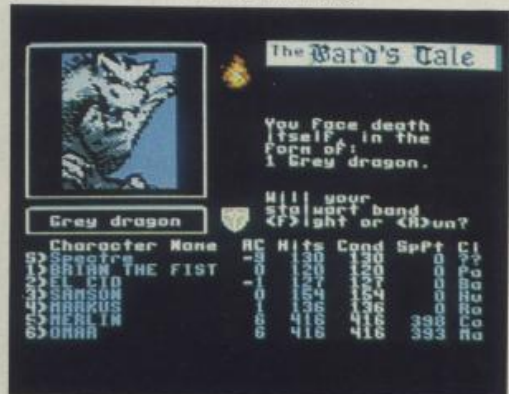 The Bard's Tale
You face death
itself, in the
form of:
1 Grey dragon.
Will your
stalwart band
<F>ight or <R>un?
Grey dragon
Character Name AC Hits Cond SpPt Cl
S)Spectre -9 130 130 0 ??
1)BRIAN THE FIST 0 120 120 0 Pa
2)EL CID -1 127 127 0 Ba
3)SAMSON 0 154 154 0 Hu
4)MARKUS 1 136 136 0 Ro
5)MERLIN 416 416 398 Co
6)OMAR 6 416 416 393 Ma